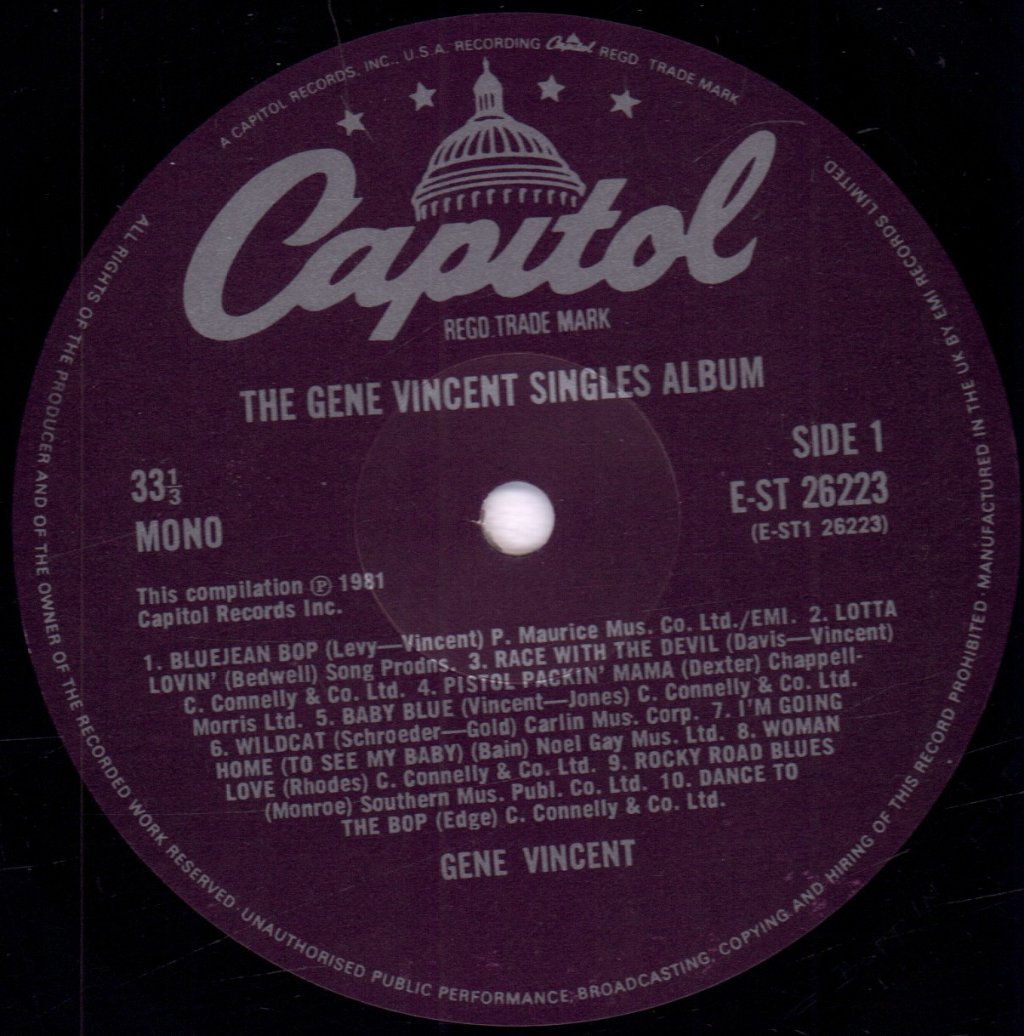 A CAPITOL RECORDS, INC., U.S.A. RECORDING Capitol REGD. TRADE MARK
Capitol
REGD. TRADE MARK
THE GENE VINCENT SINGLES ALBUM
SIDE 1
33⅓
E-ST 26223
MONO
(E-ST1 26223)
This compilation ℗ 1981
Capitol Records Inc.
1. BLUEJEAN BOP (Levy—Vincent) P. Maurice Mus. Co. Ltd./EMI. 2. LOTTA
LOVIN' (Bedwell) Song Prodns. 3. RACE WITH THE DEVIL (Davis—Vincent)
C. Connelly & Co. Ltd. 4. PISTOL PACKIN' MAMA (Dexter) Chappell-
Morris Ltd. 5. BABY BLUE (Vincent—Jones) C. Connelly & Co. Ltd.
6. WILDCAT (Schroeder—Gold) Carlin Mus. Corp. 7. I'M GOING
HOME (TO SEE MY BABY) (Bain) Noel Gay Mus. Ltd. 8. WOMAN
LOVE (Rhodes) C. Connelly & Co. Ltd. 9. ROCKY ROAD BLUES
(Monroe) Southern Mus. Publ. Co. Ltd. 10. DANCE TO
THE BOP (Edge) C. Connelly & Co. Ltd.
GENE VINCENT
ALL RIGHTS OF THE PRODUCER AND OF THE OWNER OF THE RECORDED WORK RESERVED · UNAUTHORISED PUBLIC PERFORMANCE, BROADCASTING, COPYING AND HIRING OF THIS RECORD PROHIBITED · MANUFACTURED IN THE UK BY EMI RECORDS LIMITED